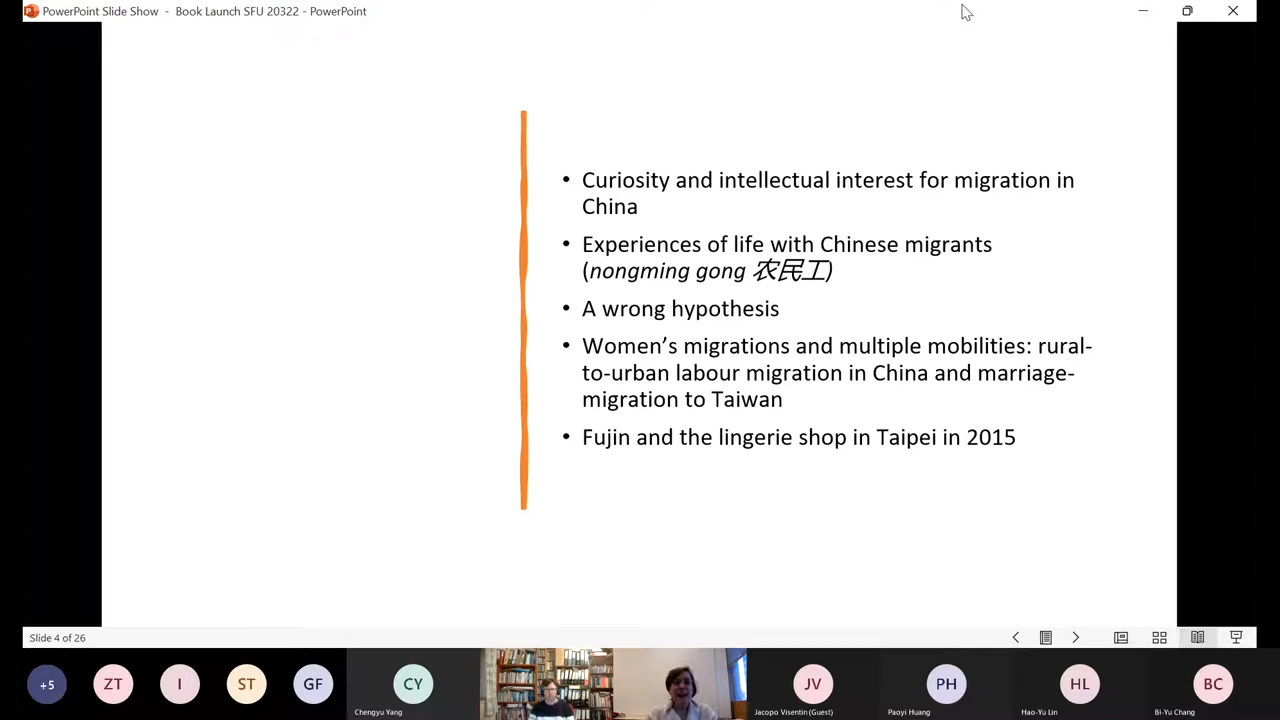 PowerPoint Slide Show - Book Launch SFU 20322 - PowerPoint
• Curiosity and intellectual interest for migration in
China
• Experiences of life with Chinese migrants
(nongming gong 农民工)
• A wrong hypothesis
• Women’s migrations and multiple mobilities: rural-
to-urban labour migration in China and marriage-
migration to Taiwan
• Fujin and the lingerie shop in Taipei in 2015
Slide 4 of 26
+5
ZT
I
ST
GF
CY
Chengyu Yang
JV
Jacopo Visentin (Guest)
PH
Paoyi Huang
HL
Hao-Yu Lin
BC
Bi-Yu Chang